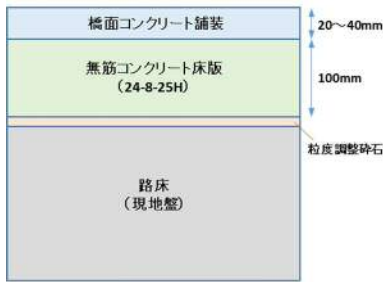 橋面コンクリート舗装
20～40mm
無筋コンクリート床版
（24-8-25H）
100mm
粒度調整砕石
路床
（現地盤）